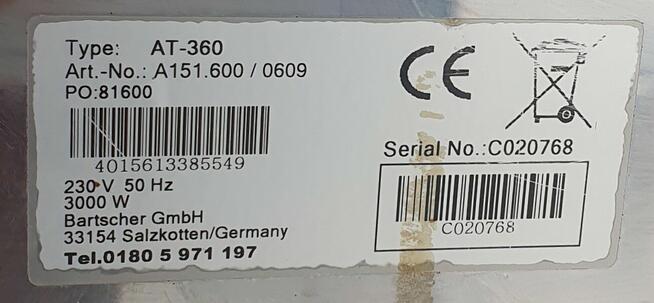 Type: AT-360
Art.-No.: A151.600 / 0609
PO:81600
4015613385549
230 V 50 Hz
3000 W
Bartscher GmbH
33154 Salzkotten/Germany
Tel.0180 5 971 197
CE
Serial No.:C020768
C020768